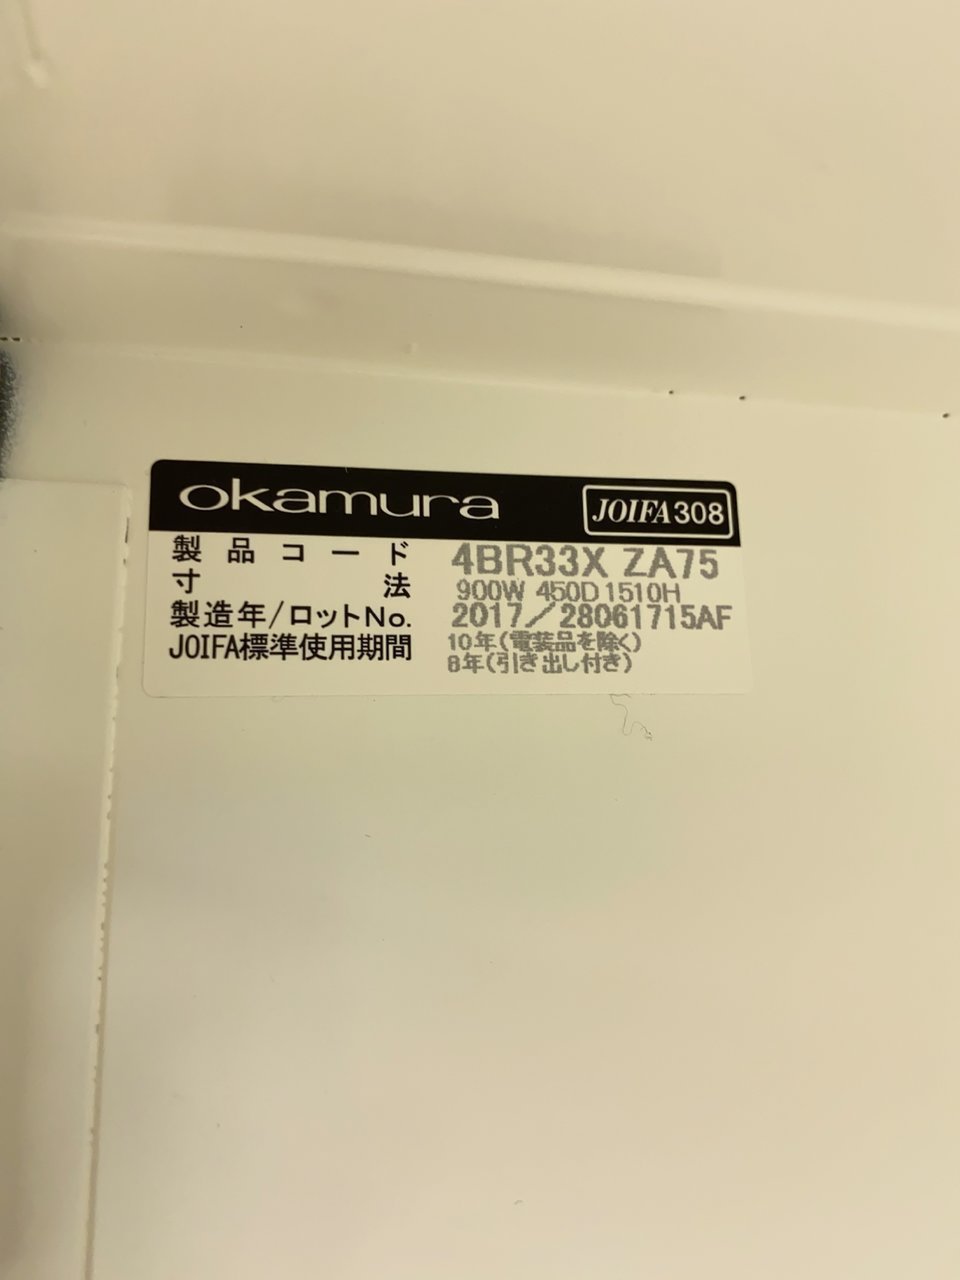 okamura JOIFA308
製品コード 4BR33X ZA75
寸法 900W 450D 1510H
製造年/ロットNo. 2017／28061715AF
JOIFA標準使用期間 10年(電装品を除く)
8年(引き出し付き)